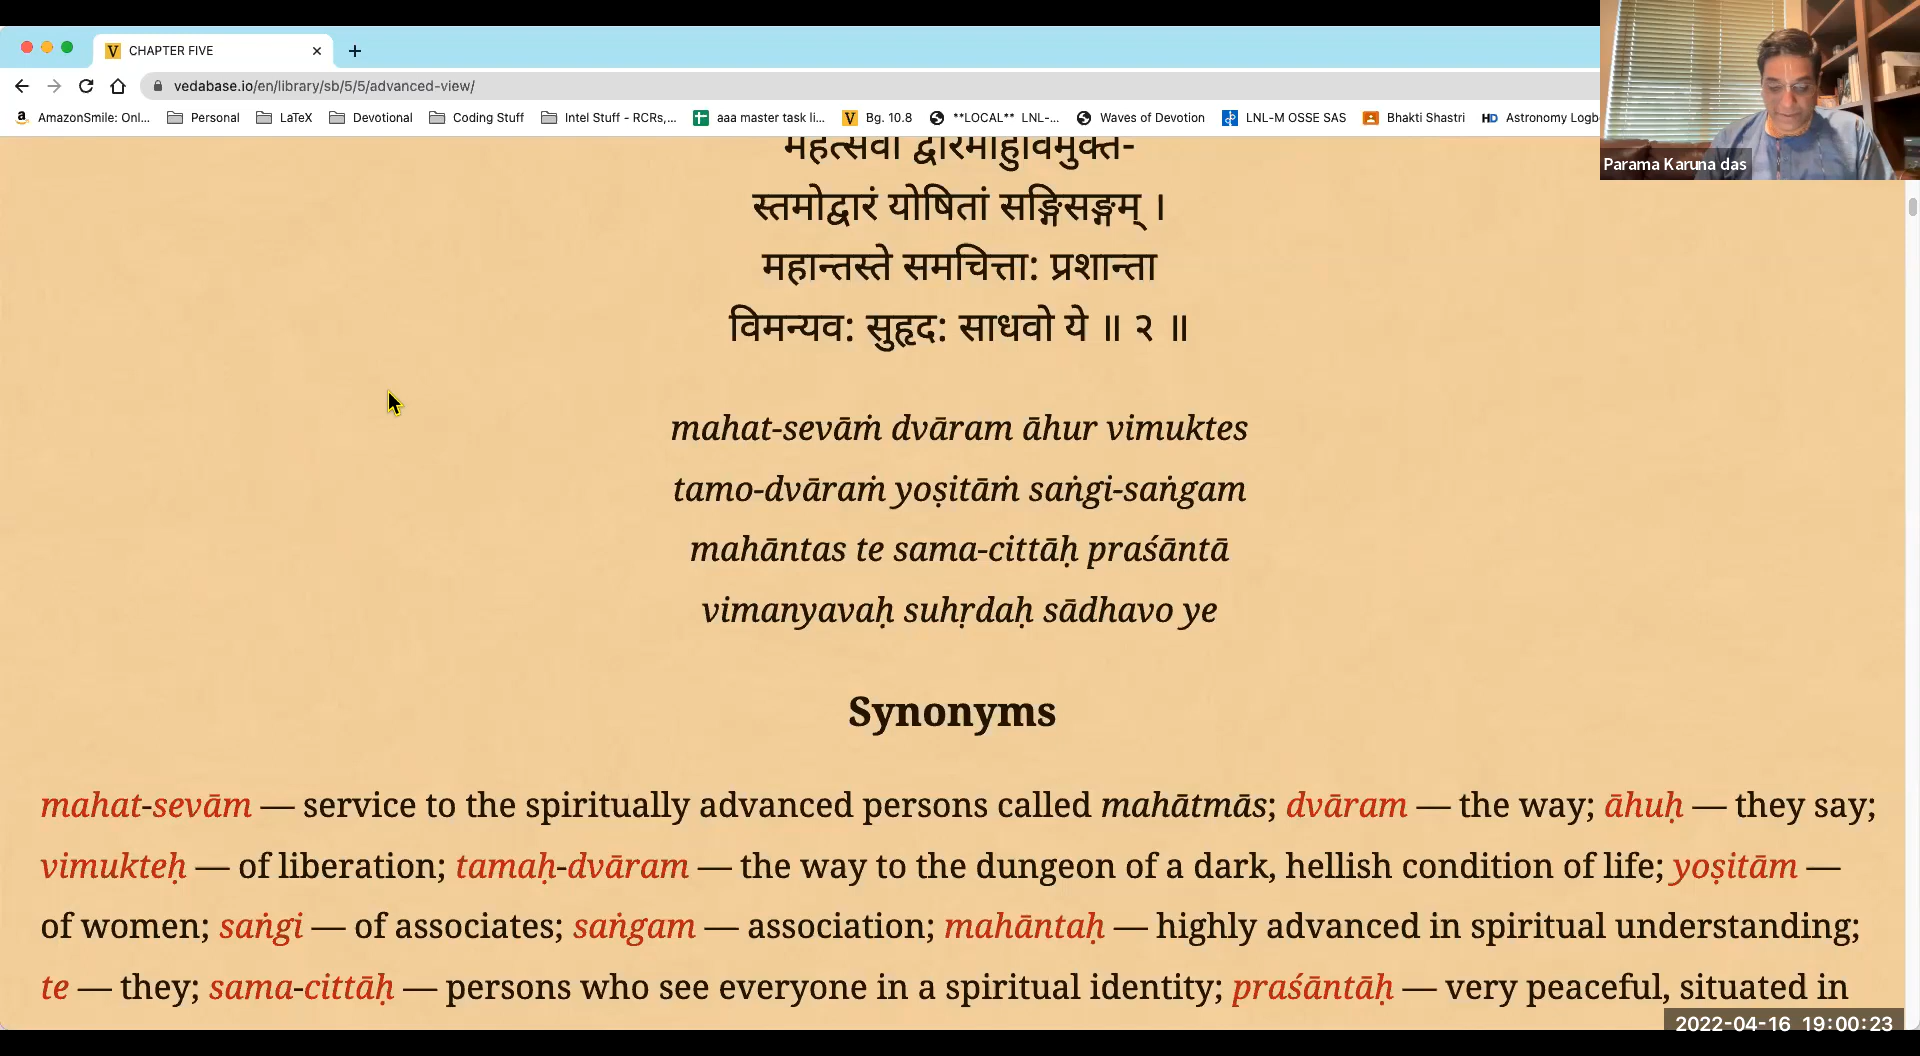 CHAPTER FIVE
vedabase.io/en/library/sb/5/5/advanced-view/
AmazonSmile: Onl... Personal LaTeX Devotional Coding Stuff Intel Stuff - RCRs,... aaa master task li... Bg. 10.8 **LOCAL** LNL-... Waves of Devotion LNL-M OSSE SAS Bhakti Shastri HD Astronomy Logb
Parama Karuna das
महत्सेवां द्वारमाहुर्विमुक्ते-
स्तमोद्वारं योषितां सङ्गिसङ्गम् ।
महान्तस्ते समचित्ता: प्रशान्ता
विमन्यव: सुहृद: साधवो ये ॥ २ ॥
mahat-sevāṁ dvāram āhur vimuktes
tamo-dvāraṁ yoṣitāṁ saṅgi-saṅgam
mahāntas te sama-cittāḥ praśāntā
vimanyavaḥ suhṛdaḥ sādhavo ye
Synonyms
mahat-sevām — service to the spiritually advanced persons called mahātmās; dvāram — the way; āhuḥ — they say;
vimukteḥ — of liberation; tamaḥ-dvāram — the way to the dungeon of a dark, hellish condition of life; yoṣitām —
of women; saṅgi — of associates; saṅgam — association; mahāntaḥ — highly advanced in spiritual understanding;
te — they; sama-cittāḥ — persons who see everyone in a spiritual identity; praśāntāḥ — very peaceful, situated in
2022-04-16 19:00:23